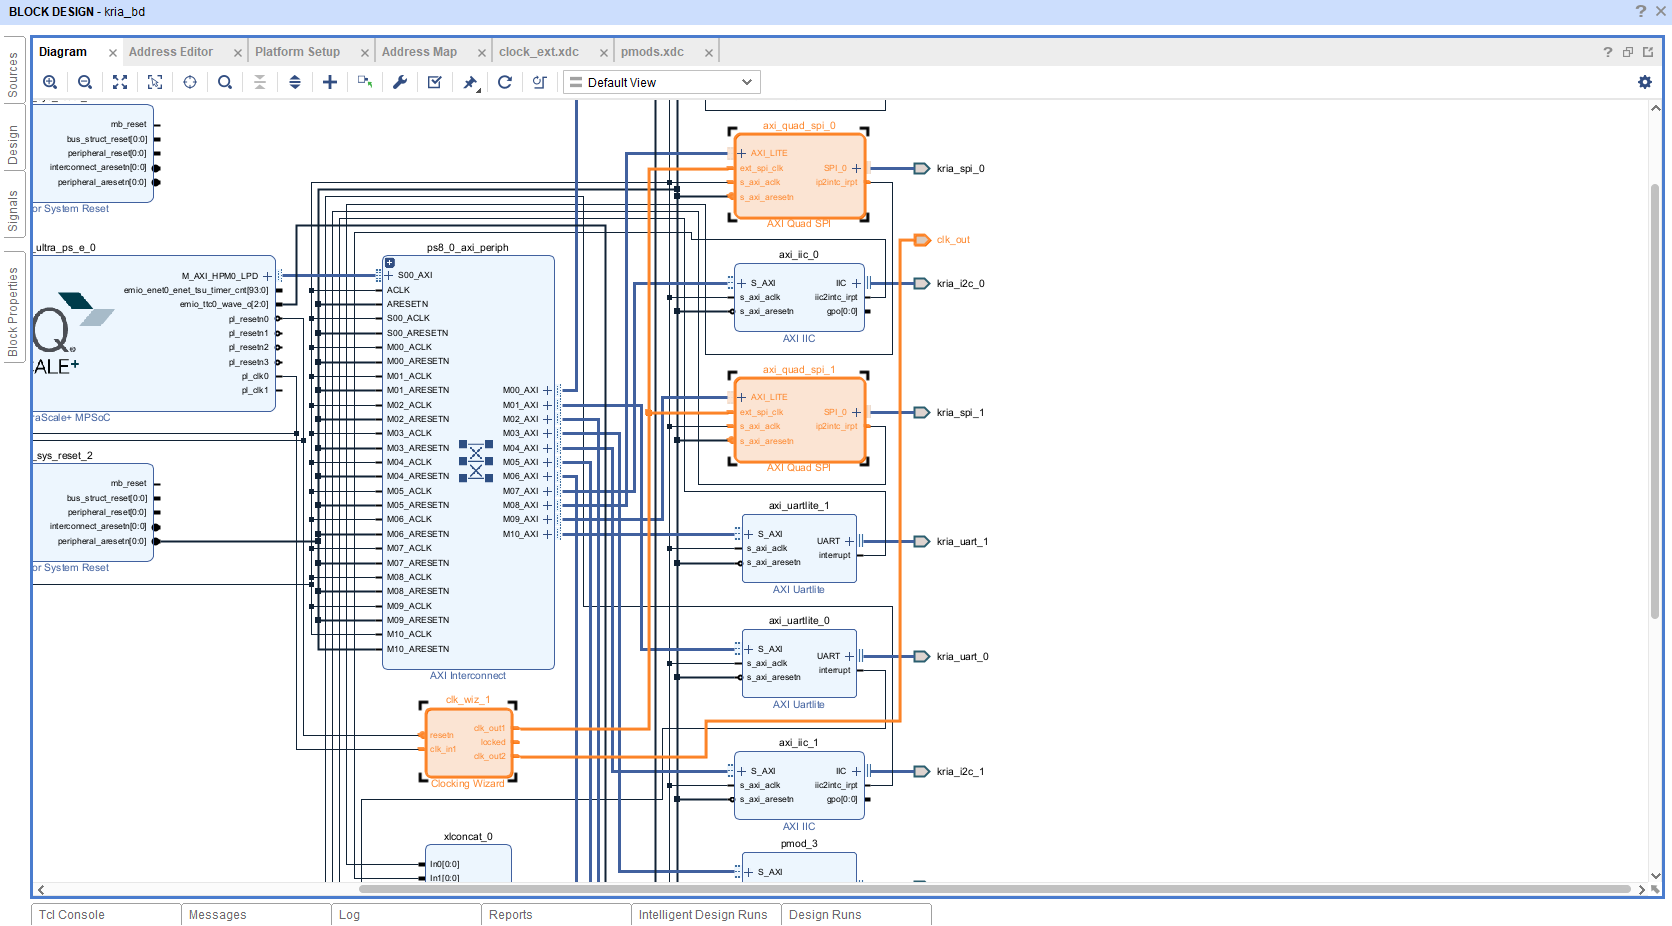 BLOCK DESIGN - kria_bd
Sources
Design
Signals
Block Properties
Diagram
Address Editor
Platform Setup
Address Map
clock_ext.xdc
pmods.xdc
Default View
mb_reset
bus_struct_reset[0:0]
peripheral_reset[0:0]
interconnect_aresetn[0:0]
peripheral_aresetn[0:0]
or System Reset
_ultra_ps_e_0
M_AXI_HPM0_LPD
emio_enet0_enet_tsu_timer_cnt[93:0]
emio_ttc0_wave_o[2:0]
pl_resetn0
pl_resetn1
pl_resetn2
pl_resetn3
pl_clk0
pl_clk1
ALE+
raScale+ MPSoC
_sys_reset_2
mb_reset
bus_struct_reset[0:0]
peripheral_reset[0:0]
interconnect_aresetn[0:0]
peripheral_aresetn[0:0]
or System Reset
ps8_0_axi_periph
S00_AXI
ACLK
ARESETN
S00_ACLK
S00_ARESETN
M00_ACLK
M00_ARESETN
M01_ACLK
M01_ARESETN
M02_ACLK
M02_ARESETN
M03_ACLK
M03_ARESETN
M04_ACLK
M04_ARESETN
M05_ACLK
M05_ARESETN
M06_ACLK
M06_ARESETN
M07_ACLK
M07_ARESETN
M08_ACLK
M08_ARESETN
M09_ACLK
M09_ARESETN
M10_ACLK
M10_ARESETN
M00_AXI
M01_AXI
M02_AXI
M03_AXI
M04_AXI
M05_AXI
M06_AXI
M07_AXI
M08_AXI
M09_AXI
M10_AXI
AXI Interconnect
clk_wiz_1
resetn
clk_in1
clk_out1
locked
clk_out2
Clocking Wizard
xlconcat_0
In0[0:0]
In1[0:0]
axi_quad_spi_0
AXI_LITE
ext_spi_clk
s_axi_aclk
s_axi_aresetn
SPI_0
ip2intc_irpt
AXI Quad SPI
kria_spi_0
clk_out
axi_iic_0
S_AXI
s_axi_aclk
s_axi_aresetn
IIC
iic2intc_irpt
gpo[0:0]
AXI IIC
kria_i2c_0
axi_quad_spi_1
AXI_LITE
ext_spi_clk
s_axi_aclk
s_axi_aresetn
SPI_0
ip2intc_irpt
AXI Quad SPI
kria_spi_1
axi_uartlite_1
S_AXI
s_axi_aclk
s_axi_aresetn
UART
interrupt
AXI Uartlite
kria_uart_1
axi_uartlite_0
S_AXI
s_axi_aclk
s_axi_aresetn
UART
interrupt
AXI Uartlite
kria_uart_0
axi_iic_1
S_AXI
s_axi_aclk
s_axi_aresetn
IIC
iic2intc_irpt
gpo[0:0]
AXI IIC
kria_i2c_1
pmod_3
S_AXI
Tcl Console
Messages
Log
Reports
Intelligent Design Runs
Design Runs